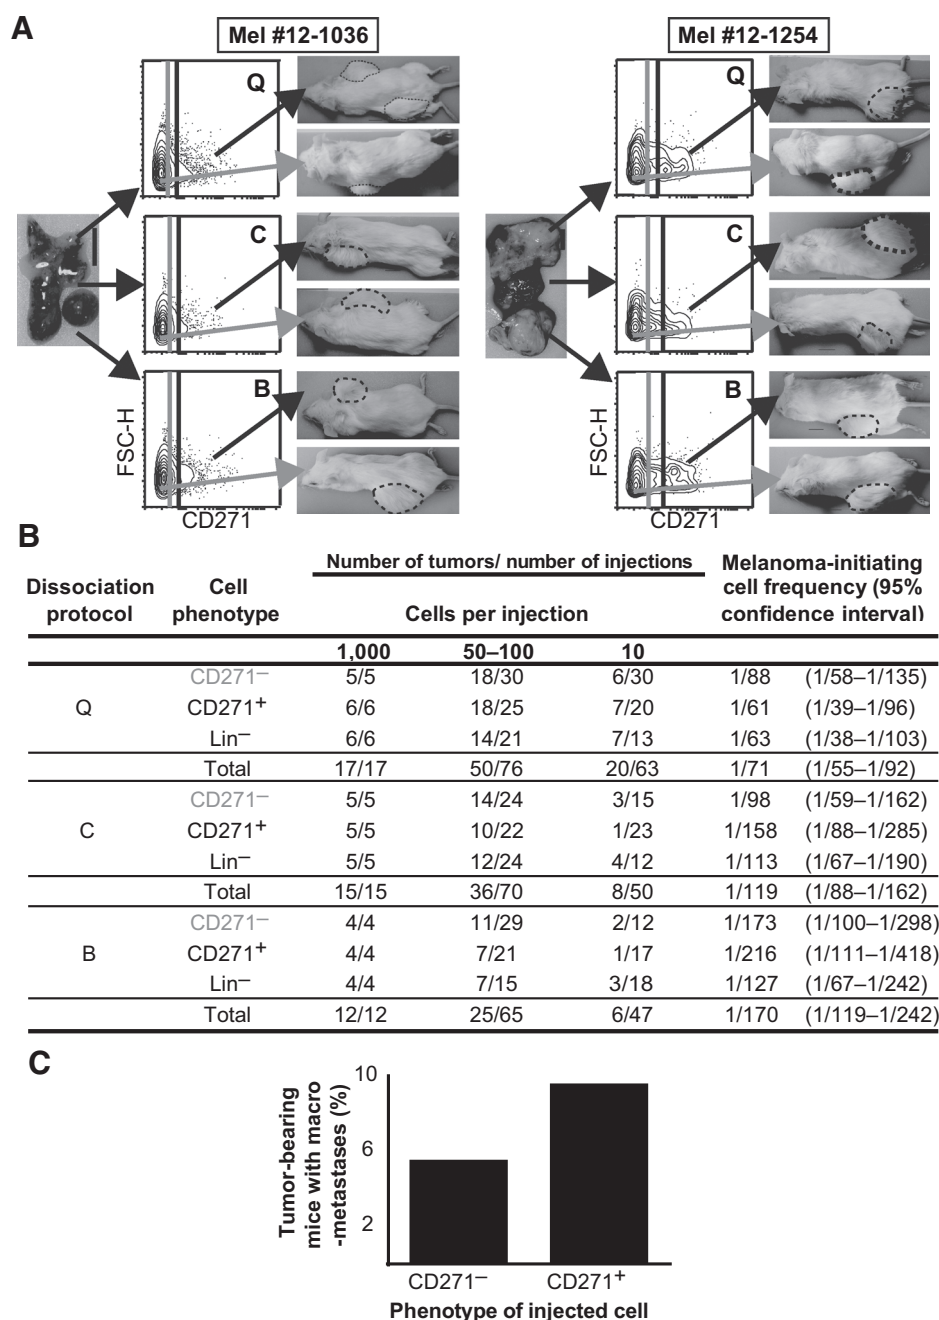 A
Mel #12-1036
Mel #12-1254
Q
Q
C
C
B
B
FSC-H
FSC-H
CD271
CD271
B
Number of tumors/ number of injections
Melanoma-initiating
Dissociation
Cell
cell frequency (95%
protocol
phenotype
Cells per injection
confidence interval)
1,000 50–100 10
CD271– 5/5 18/30 6/30 1/88 (1/58–1/135)
Q CD271+ 6/6 18/25 7/20 1/61 (1/39–1/96)
Lin– 6/6 14/21 7/13 1/63 (1/38–1/103)
Total 17/17 50/76 20/63 1/71 (1/55–1/92)
CD271– 5/5 14/24 3/15 1/98 (1/59–1/162)
C CD271+ 5/5 10/22 1/23 1/158 (1/88–1/285)
Lin– 5/5 12/24 4/12 1/113 (1/67–1/190)
Total 15/15 36/70 8/50 1/119 (1/88–1/162)
CD271– 4/4 11/29 2/12 1/173 (1/100–1/298)
B CD271+ 4/4 7/21 1/17 1/216 (1/111–1/418)
Lin– 4/4 7/15 3/18 1/127 (1/67–1/242)
Total 12/12 25/65 6/47 1/170 (1/119–1/242)
C
Tumor-bearing
mice with macro
-metastases (%)
10
6
2
CD271– CD271+
Phenotype of injected cell